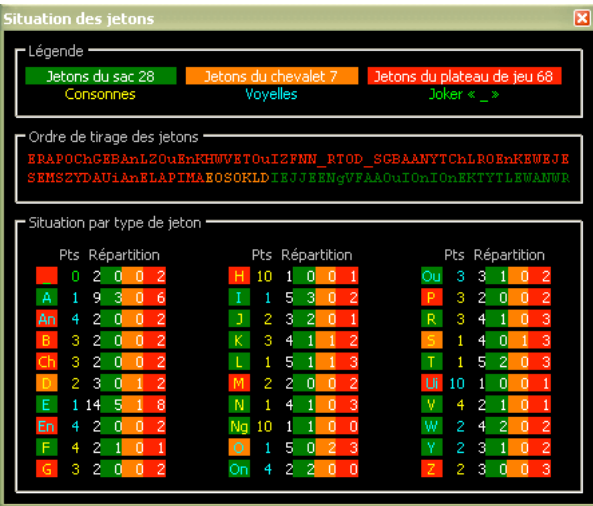 Situation des jetons
Légende
Jetons du sac 28 Jetons du chevalet 7 Jetons du plateau de jeu 68
Consonnes Voyelles Joker « _ »
Ordre de tirage des jetons
ERAPOChGEBAnLZOuEnKHWVETOuIZFNN_RTOD_SGBAANYTChLROEnKEWEJE
SEMSZYDAUiAnELAPIMAEOSOKLDIEJJEENgVFAAOuIOnIOnEKTYTLEWANWR
Situation par type de jeton
Pts Répartition Pts Répartition Pts Répartition
_ 0 2 0 0 2 H 10 1 0 0 1 Ou 3 3 1 0 2
A 1 9 3 0 6 I 1 5 3 0 2 P 3 2 0 0 2
An 4 2 0 0 2 J 2 3 2 0 1 R 3 4 1 0 3
B 3 2 0 0 2 K 3 4 1 1 2 S 1 4 0 1 3
Ch 3 2 0 0 2 L 1 5 1 1 3 T 1 5 2 0 3
D 2 3 0 1 2 M 2 2 0 0 2 Ui 10 1 0 0 1
E 1 14 5 1 8 N 1 4 1 0 3 V 4 2 1 0 1
En 4 2 0 0 2 Ng 10 1 1 0 0 W 2 4 2 0 2
F 4 2 1 0 1 O 1 5 0 2 3 Y 2 3 1 0 2
G 3 2 0 0 2 On 4 2 2 0 0 Z 2 3 0 0 3